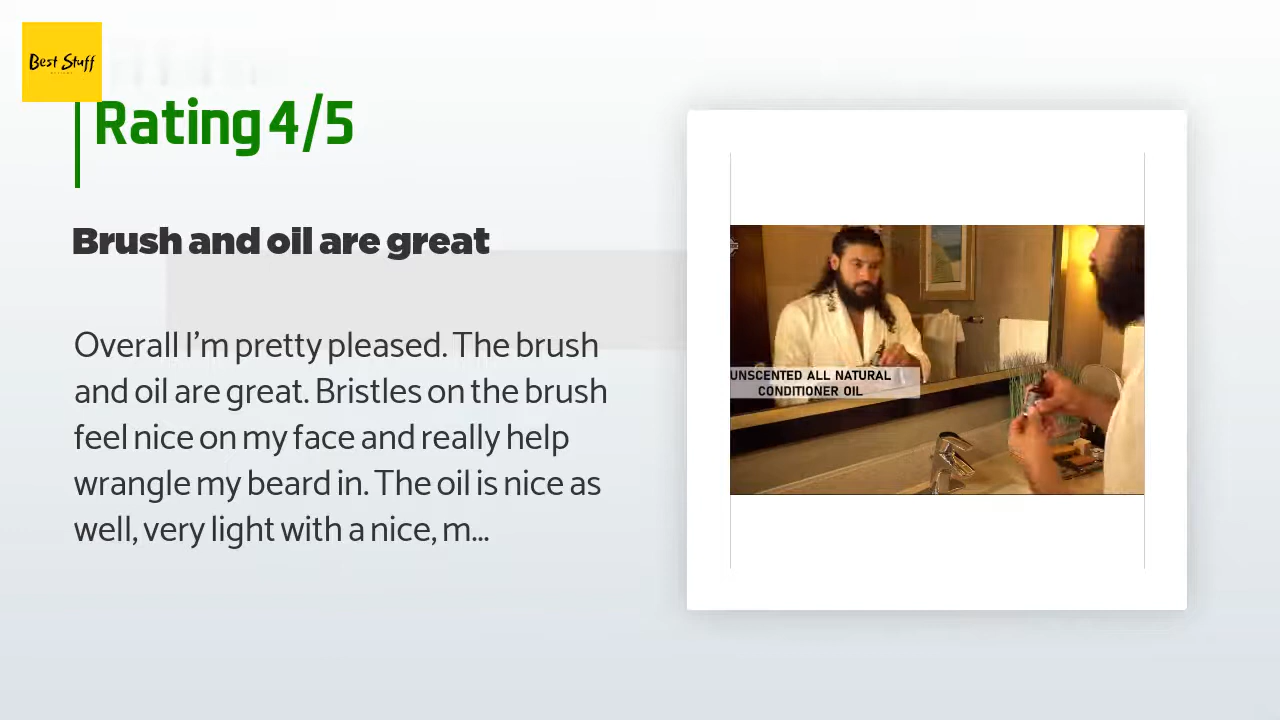 Best Stuff
Rating 4/5
Brush and oil are great
Overall I'm pretty pleased. The brush
and oil are great. Bristles on the brush
feel nice on my face and really help
wrangle my beard in. The oil is nice as
well, very light with a nice, m...
UNSCENTED ALL NATURAL
CONDITIONER OIL